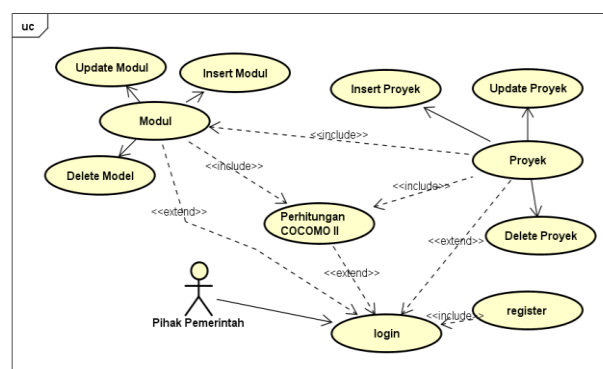 uc
Update Modul
Insert Modul
Insert Proyek
Update Proyek
Modul
<<include>>
Proyek
Delete Model
<<include>>
<<include>>
<<extend>>
Perhitungan
COCOMO II
<<extend>>
Delete Proyek
<<extend>>
Pihak Pemerintah
<<include>>
register
login